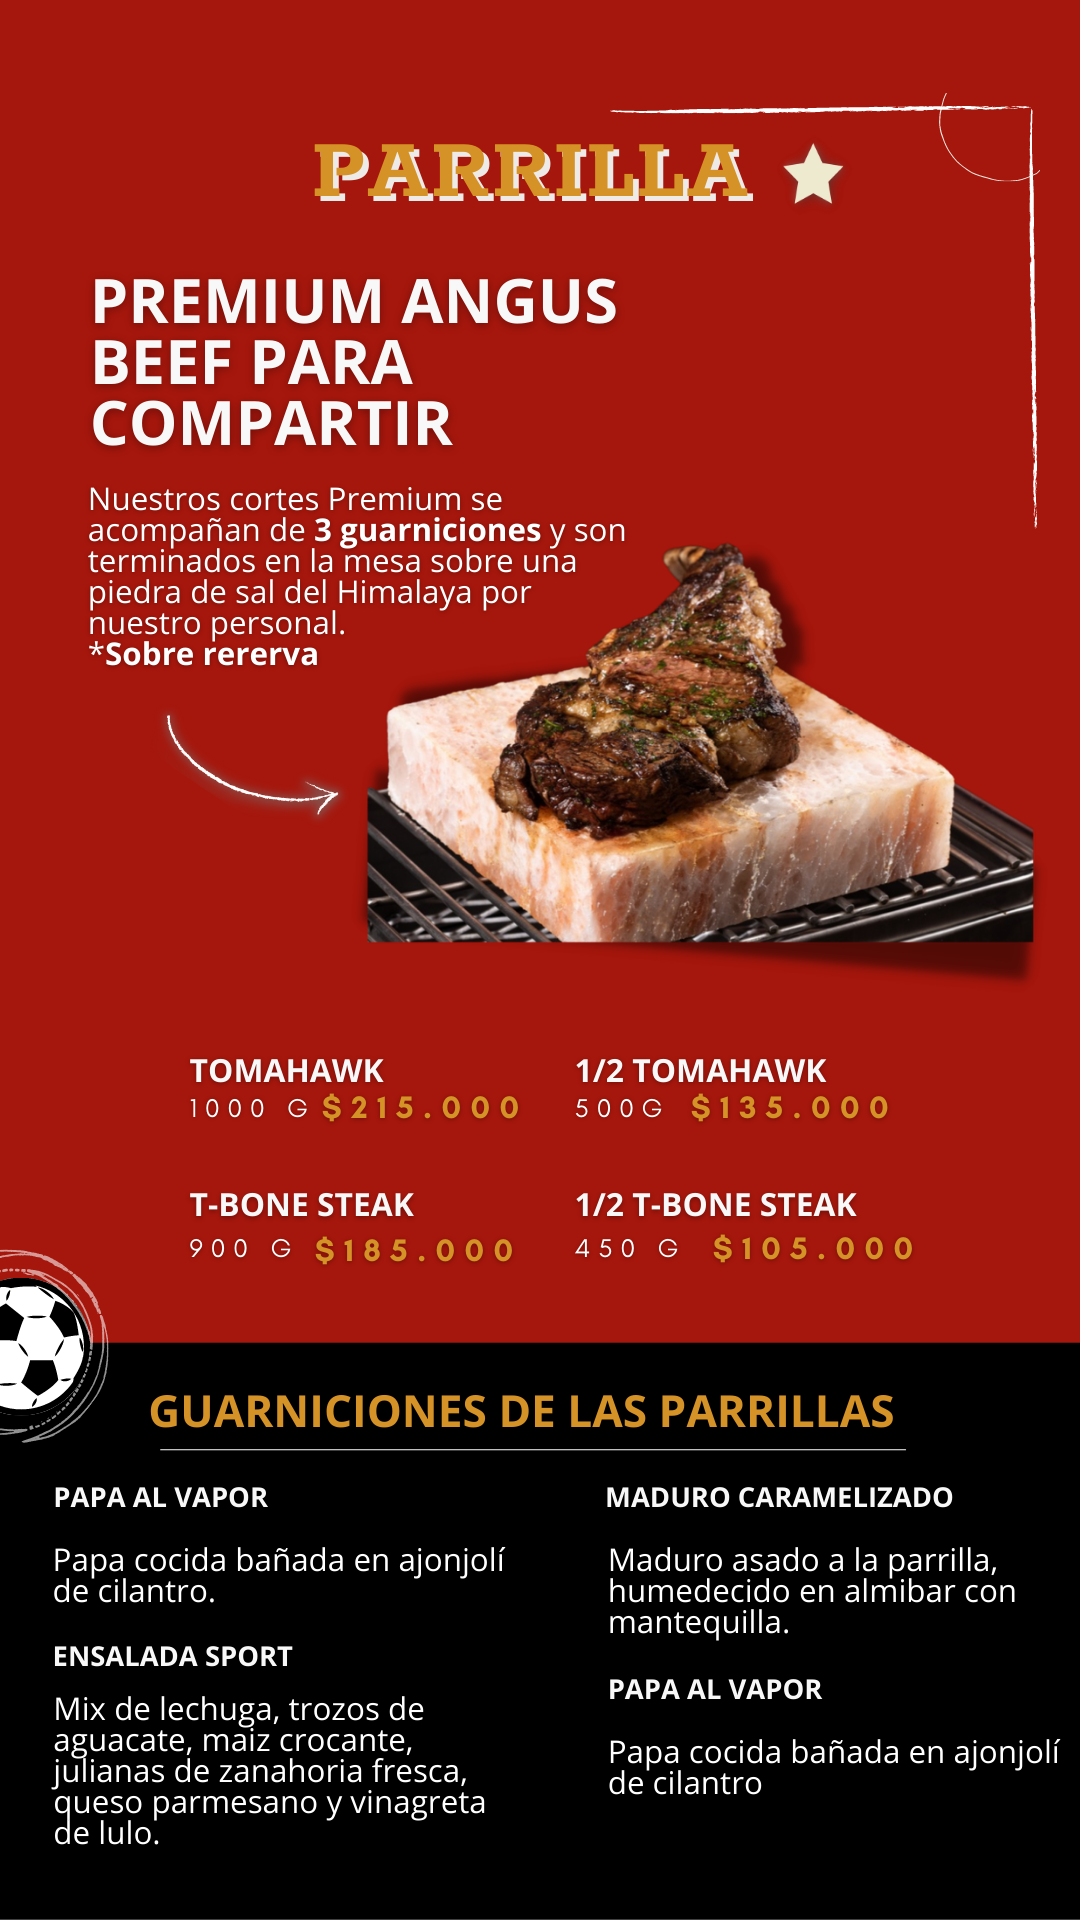 PARRILLA
PREMIUM ANGUS
BEEF PARA
COMPARTIR
Nuestros cortes Premium se
acompañan de 3 guarniciones y son
terminados en la mesa sobre una
piedra de sal del Himalaya por
nuestro personal.
*Sobre rererva
TOMAHAWK
1000 G $215.000
1/2 TOMAHAWK
500G $135.000
T-BONE STEAK
900 G $185.000
1/2 T-BONE STEAK
450 G $105.000
GUARNICIONES DE LAS PARRILLAS
PAPA AL VAPOR
Papa cocida bañada en ajonjolí
de cilantro.
ENSALADA SPORT
Mix de lechuga, trozos de
aguacate, maiz crocante,
julianas de zanahoria fresca,
queso parmesano y vinagreta
de lulo.
MADURO CARAMELIZADO
Maduro asado a la parrilla,
humedecido en almibar con
mantequilla.
PAPA AL VAPOR
Papa cocida bañada en ajonjolí
de cilantro